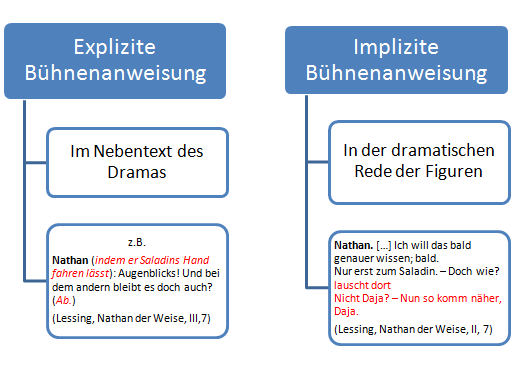 Explizite
Bühnenanweisung
Im Nebentext des
Dramas
z.B.
Nathan (indem er Saladins Hand
fahren lässt): Augenblicks! Und bei
dem andern bleibt es doch auch?
(Ab.)
(Lessing, Nathan der Weise, III,7)
Implizite
Bühnenanweisung
In der dramatischen
Rede der Figuren
Nathan. [...] Ich will das bald
genauer wissen; bald.
Nur erst zum Saladin. – Doch wie?
lauscht dort
Nicht Daja? – Nun so komm näher,
Daja.
(Lessing, Nathan der Weise, II, 7)